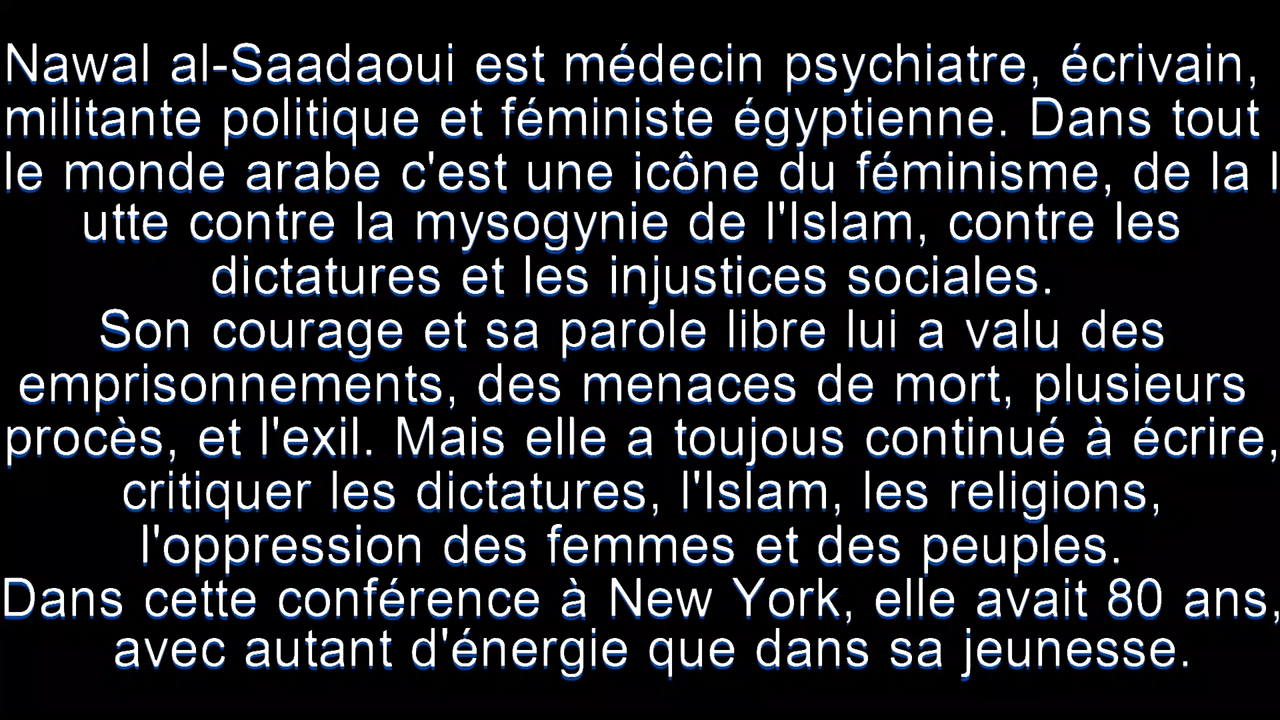 Nawal al-Saadaoui est médecin psychiatre, écrivain,
militante politique et féministe égyptienne. Dans tout
le monde arabe c'est une icône du féminisme, de la l
utte contre la mysogynie de l'Islam, contre les
dictatures et les injustices sociales.
Son courage et sa parole libre lui a valu des
emprisonnements, des menaces de mort, plusieurs
procès, et l'exil. Mais elle a toujous continué à écrire,
critiquer les dictatures, l'Islam, les religions,
l'oppression des femmes et des peuples.
Dans cette conférence à New York, elle avait 80 ans,
avec autant d'énergie que dans sa jeunesse.